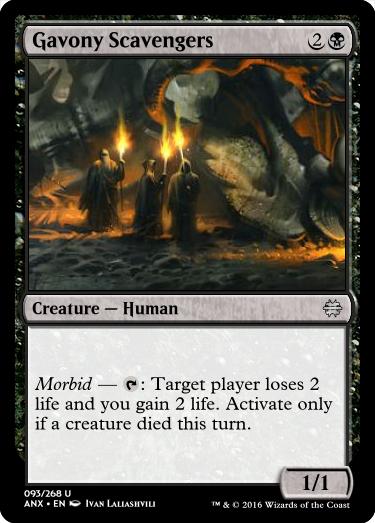 Gavony Scavengers 2
Creature — Human
Morbid — : Target player loses 2
life and you gain 2 life. Activate only
if a creature died this turn.
1/1
093/268 U
ANX • EN Ivan Laliashvili
™ & © 2016 Wizards of the Coast